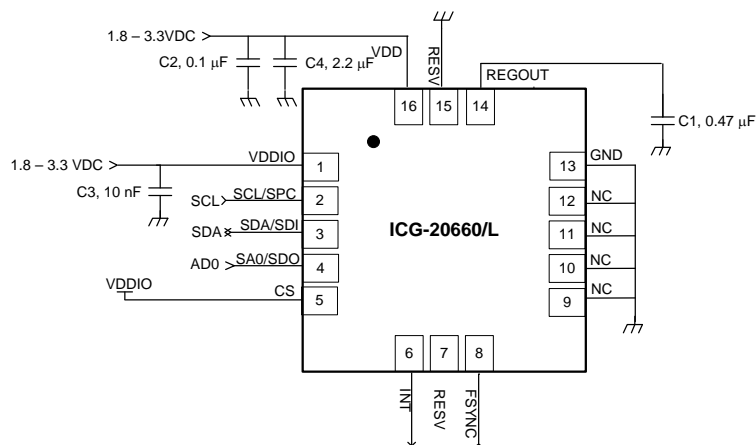 1.8 – 3.3VDC
C2, 0.1 µF
C4, 2.2 µF
VDD
RESV
REGOUT
C1, 0.47 µF
16
15
14
1.8 – 3.3 VDC
C3, 10 nF
VDDIO
1
SCL
SCL/SPC
2
SDA
SDA/SDI
3
AD0
SA0/SDO
4
VDDIO
CS
5
ICG-20660/L
13
GND
12
NC
11
NC
10
NC
9
NC
6
7
8
INT
RESV
FSYNC